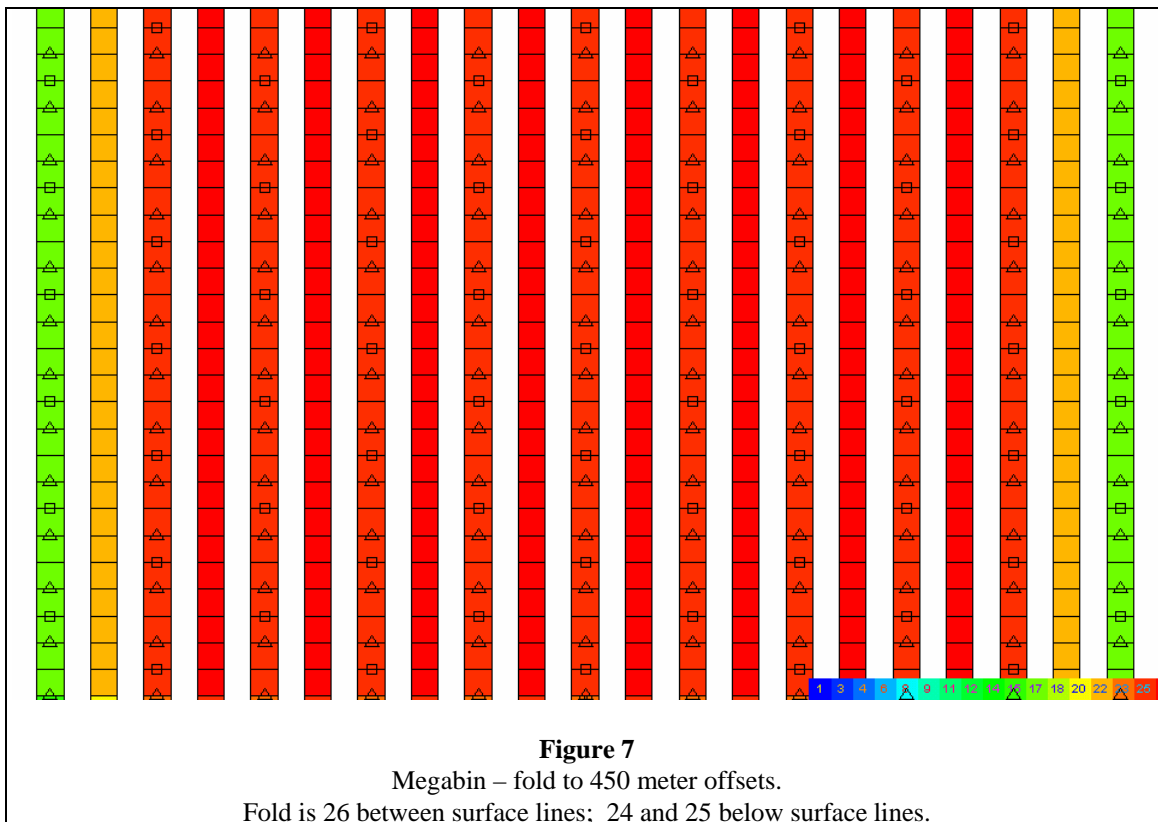 1 3 4 6 8 9 11 12 14 15 17 18 20 22 23 25
Figure 7
Megabin – fold to 450 meter offsets.
Fold is 26 between surface lines; 24 and 25 below surface lines.